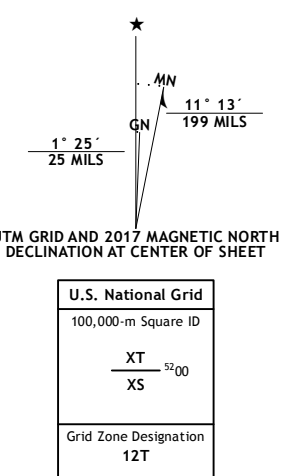 ★
MN
GN
11° 13´
199 MILS
1° 25´
25 MILS
UTM GRID AND 2017 MAGNETIC NORTH
DECLINATION AT CENTER OF SHEET
U.S. National Grid
100,000-m Square ID
XT
5200
XS
Grid Zone Designation
12T